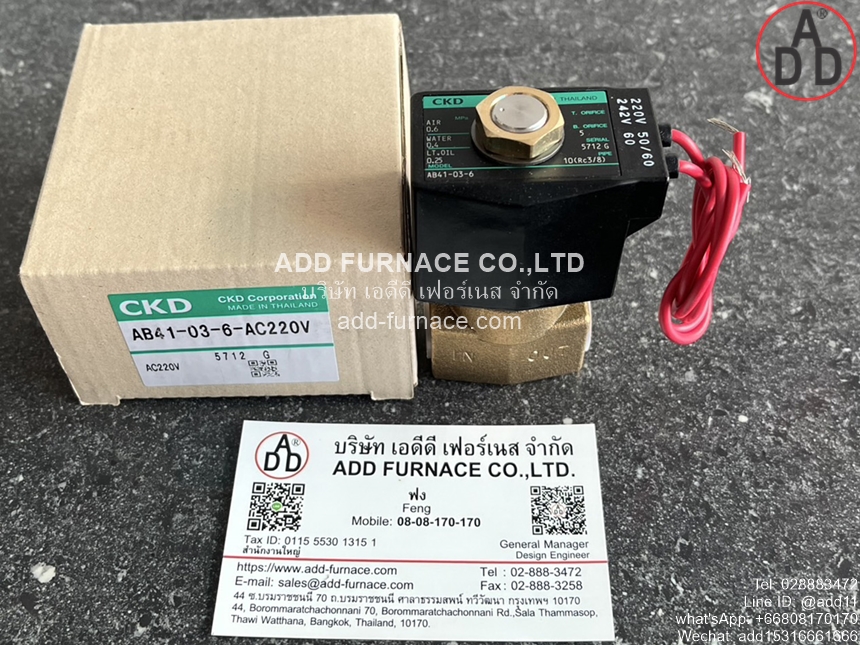 ADD®
CKD THAILAND
AIR MPa T. ORIFICE
0.6
WATER B. ORIFICE
0.4 5
LT.OIL SERIAL
0.25 5712 G
MODEL PIPE
AB41-03-6 10(Rc3/8)
220V 50/60
242V 60
IN OUT
CKD CKD Corporation
MADE IN THAILAND
AB41-03-6-AC220V
5712 G
AC220V
ADD FURNACE CO.,LTD
บริษัท เอดีดี เฟอร์เนส จำกัด
add-furnace.com
ADD®
บริษัท เอดีดี เฟอร์เนส จำกัด
ADD FURNACE CO.,LTD.
ฟง
Feng
Mobile: 08-08-170-170
Tax ID: 0115 5530 1315 1
สำนักงานใหญ่
General Manager
Design Engineer
https://www.add-furnace.com
E-mail: sales@add-furnace.com
Tel : 02-888-3472
Fax : 02-888-3258
44 ซ.บรมราชชนนี 70 ถ.บรมราชชนนี ศาลาธรรมสพน์ ทวีวัฒนา กรุงเทพฯ 10170
44, Borommaratchachonnani 70, Borommaratchachonnani Rd.,Sala Thammasop,
Thawi Watthana, Bangkok, Thailand, 10170.
Tel: 028883472
Line ID: @add11
what'sApp: +66808170170
Wechat: add15316661666